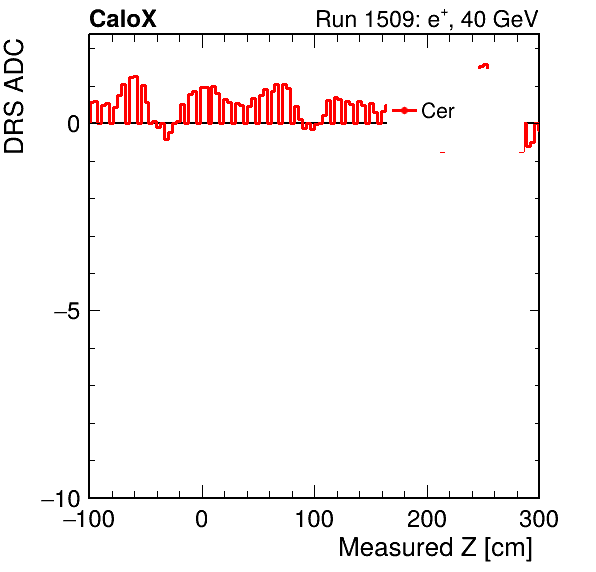 CaloX Run 1509: e⁺, 40 GeV
DRS ADC
Cer
0
−5
−10
−100 0 100 200 300
Measured Z [cm]